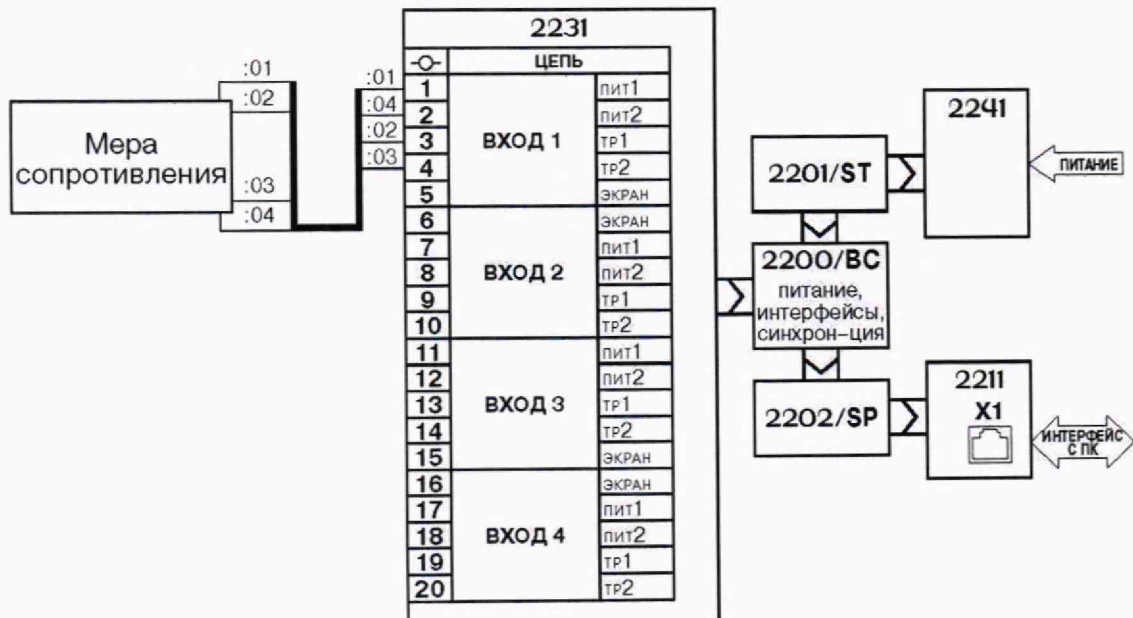 2231
ЦЕПЬ
:01
:02
Мера
сопротивления
:03
:04
:01
:04
:02
:03
1
2
3
4
5
ВХОД 1
ПИТ1
ПИТ2
ТР1
ТР2
ЭКРАН
6
7
8
9
10
ВХОД 2
ЭКРАН
ПИТ1
ПИТ2
ТР1
ТР2
11
12
13
14
15
ВХОД 3
ПИТ1
ПИТ2
ТР1
ТР2
ЭКРАН
16
17
18
19
20
ВХОД 4
ЭКРАН
ПИТ1
ПИТ2
ТР1
ТР2
2201/ST
2241
ПИТАНИЕ
2200/BC
питание,
интерфейсы,
синхрон-ция
2202/SP
2211
X1
ИНТЕРФЕЙС
С ПК